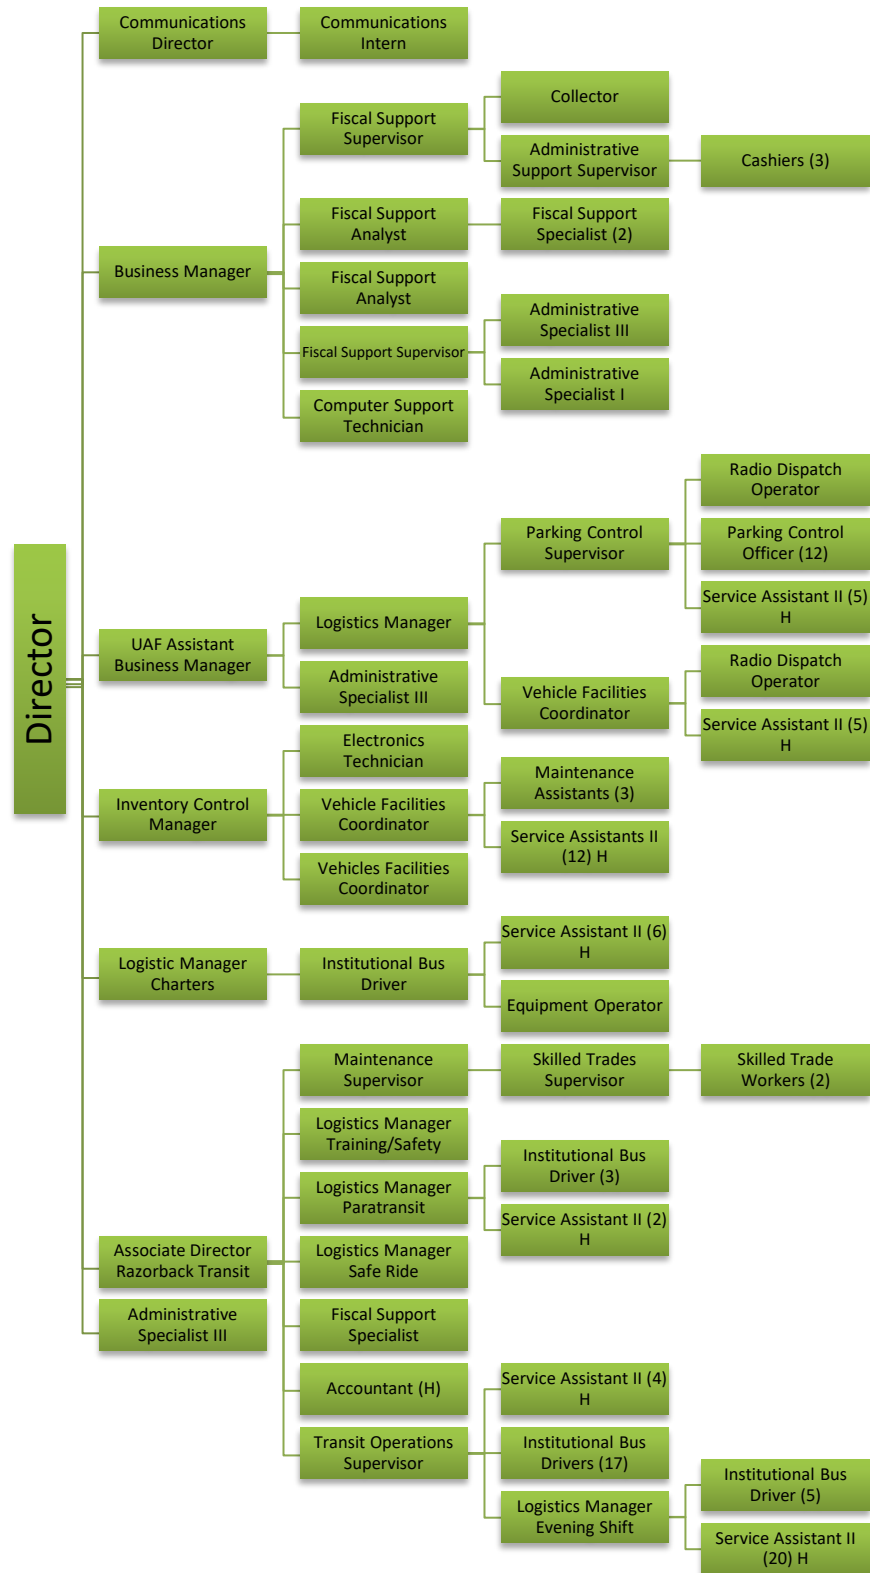 Director
Communications
Director
Communications
Intern
Business Manager
Fiscal Support
Supervisor
Collector
Administrative
Support Supervisor
Cashiers (3)
Fiscal Support
Analyst
Fiscal Support
Specialist (2)
Fiscal Support
Analyst
Fiscal Support Supervisor
Administrative
Specialist III
Administrative
Specialist I
Computer Support
Technician
UAF Assistant
Business Manager
Logistics Manager
Parking Control
Supervisor
Radio Dispatch
Operator
Parking Control
Officer (12)
Service Assistant II (5)
H
Vehicle Facilities
Coordinator
Radio Dispatch
Operator
Service Assistant II (5)
H
Administrative
Specialist III
Inventory Control
Manager
Electronics
Technician
Vehicle Facilities
Coordinator
Maintenance
Assistants (3)
Service Assistants II
(12) H
Vehicles Facilities
Coordinator
Logistic Manager
Charters
Institutional Bus
Driver
Service Assistant II (6)
H
Equipment Operator
Associate Director
Razorback Transit
Maintenance
Supervisor
Skilled Trades
Supervisor
Skilled Trade
Workers (2)
Logistics Manager
Training/Safety
Logistics Manager
Paratransit
Institutional Bus
Driver (3)
Service Assistant II (2)
H
Logistics Manager
Safe Ride
Fiscal Support
Specialist
Accountant (H)
Transit Operations
Supervisor
Service Assistant II (4)
H
Institutional Bus
Drivers (17)
Logistics Manager
Evening Shift
Institutional Bus
Driver (5)
Service Assistant II
(20) H
Administrative
Specialist III